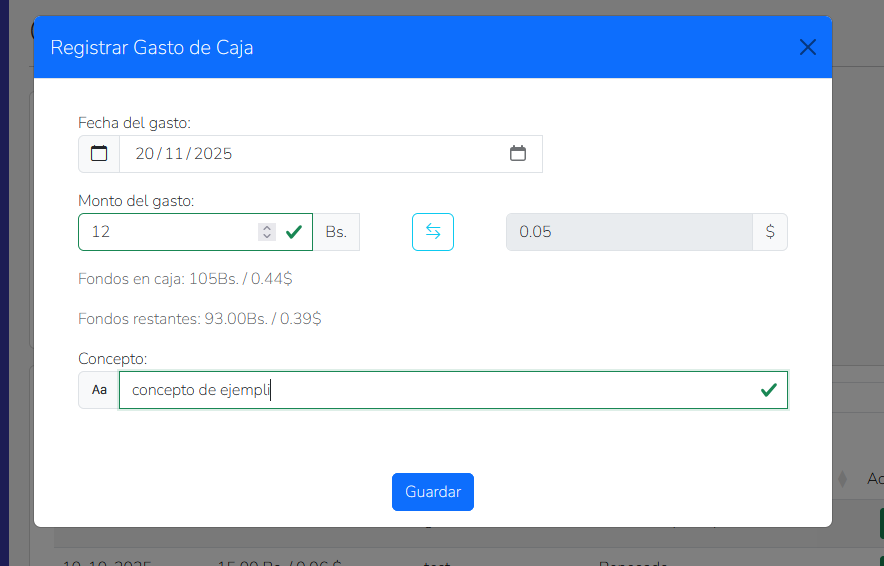 Registrar Gasto de Caja
Fecha del gasto:
20/11/2025
Monto del gasto:
12 Bs. 0.05 $
Fondos en caja: 105Bs. / 0.44$
Fondos restantes: 93.00Bs. / 0.39$
Concepto:
Aa concepto de ejempli
Guardar